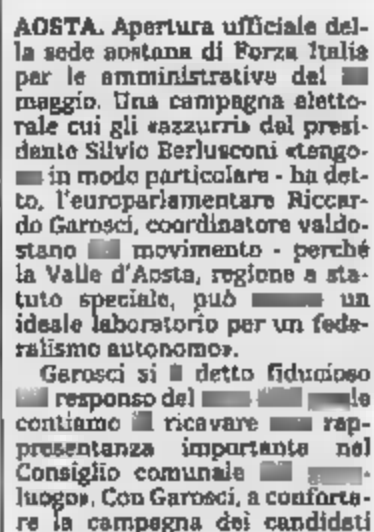 AOSTA. Apertura ufficiale del-
la sede aostana di Forza Italia
per le amministrative del
maggio. Una campagna eletto-
rale cui gli «azzurri» del presi-
dente Silvio Berlusconi «tengo-
in modo particolare - ha det-
to, l'europarlamentare Riccar-
do Garosci, coordinatore valdo-
stano movimento - perché
la Valle d'Aosta, regione a sta-
tuto speciale, può un
ideale laboratorio per un fede-
ralismo autonomo».
Garosci si detto fiducioso
responso del le
contiamo ricavare rap-
presentanza importante nel
Consiglio comunale
luogo». Con Garosci, a conforta-
re la campagna dei candidati